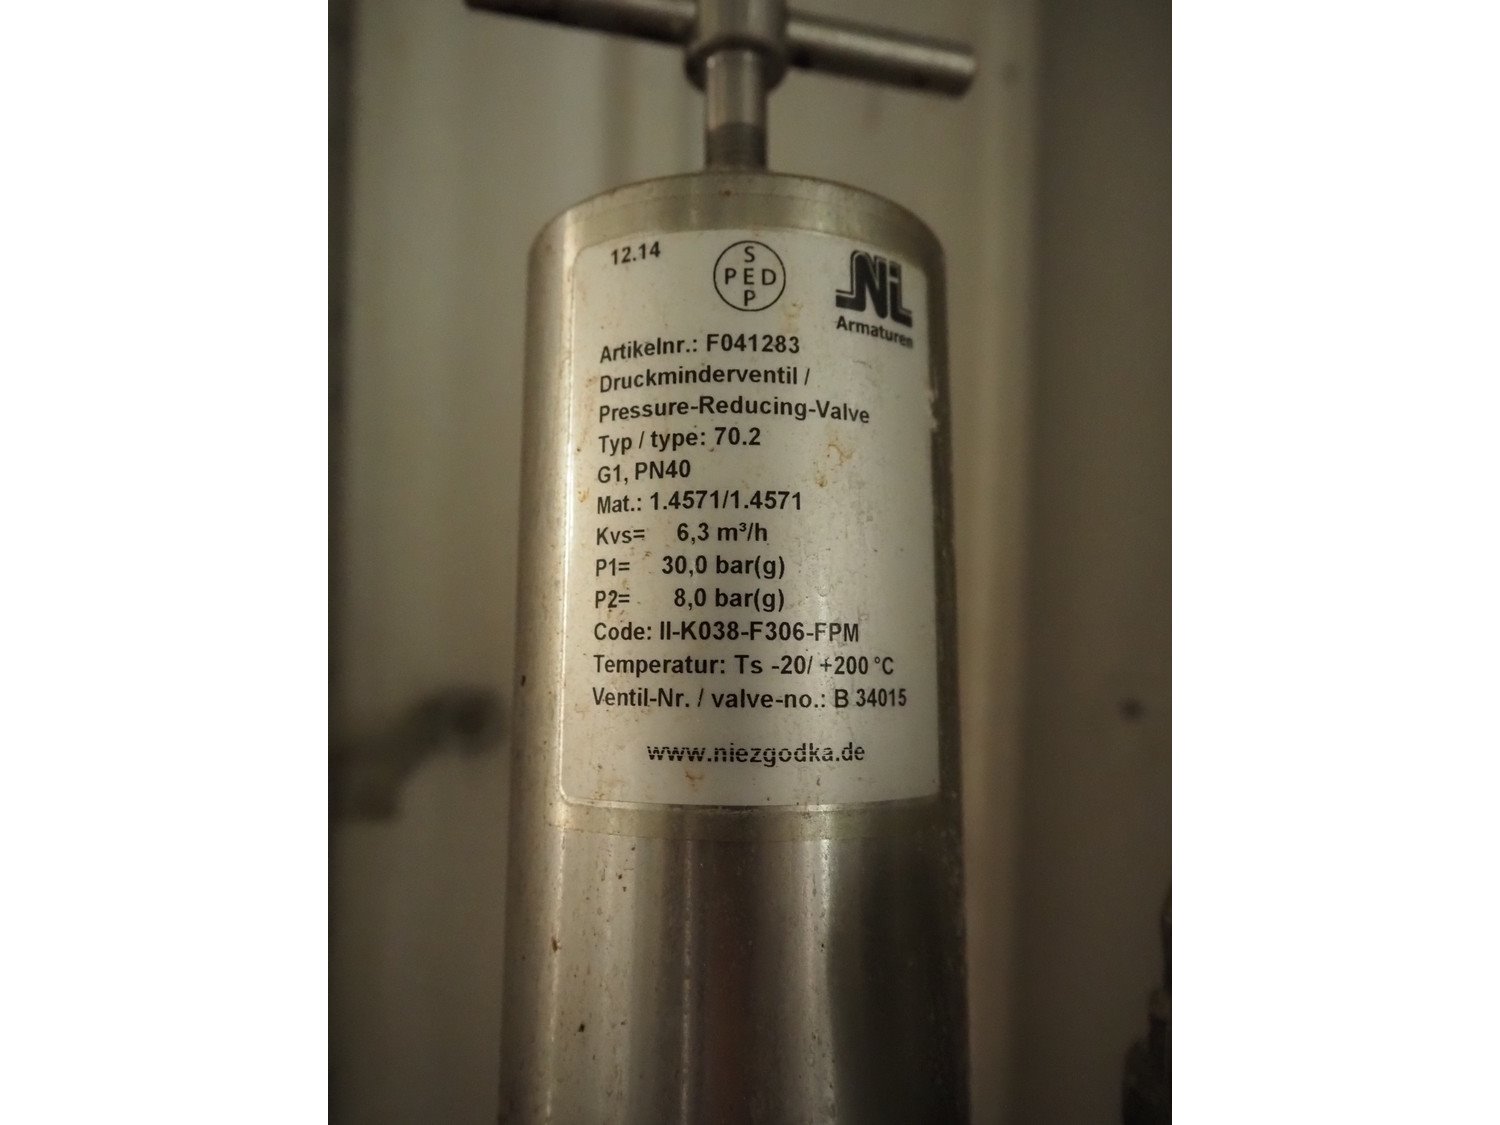 12.14
S
PED
P
NL
Armaturen
Artikelnr.: F041283
Druckminderventil /
Pressure-Reducing-Valve
Typ / type: 70.2
G1, PN40
Mat.: 1.4571/1.4571
Kvs= 6,3 m³/h
P1= 30,0 bar(g)
P2= 8,0 bar(g)
Code: II-K038-F306-FPM
Temperatur: Ts -20/ +200 °C
Ventil-Nr. / valve-no.: B 34015
www.niezgodka.de